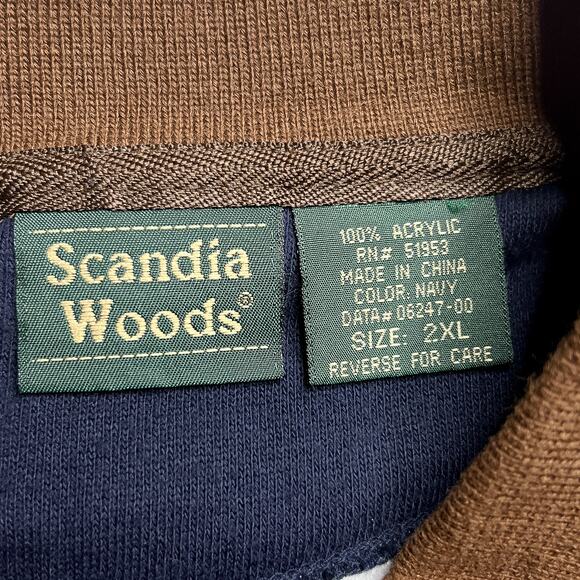 Scandia
Woods®
100% ACRYLIC
RN# 51953
MADE IN CHINA
COLOR: NAVY
DATA# 06247-00
SIZE: 2XL
REVERSE FOR CARE